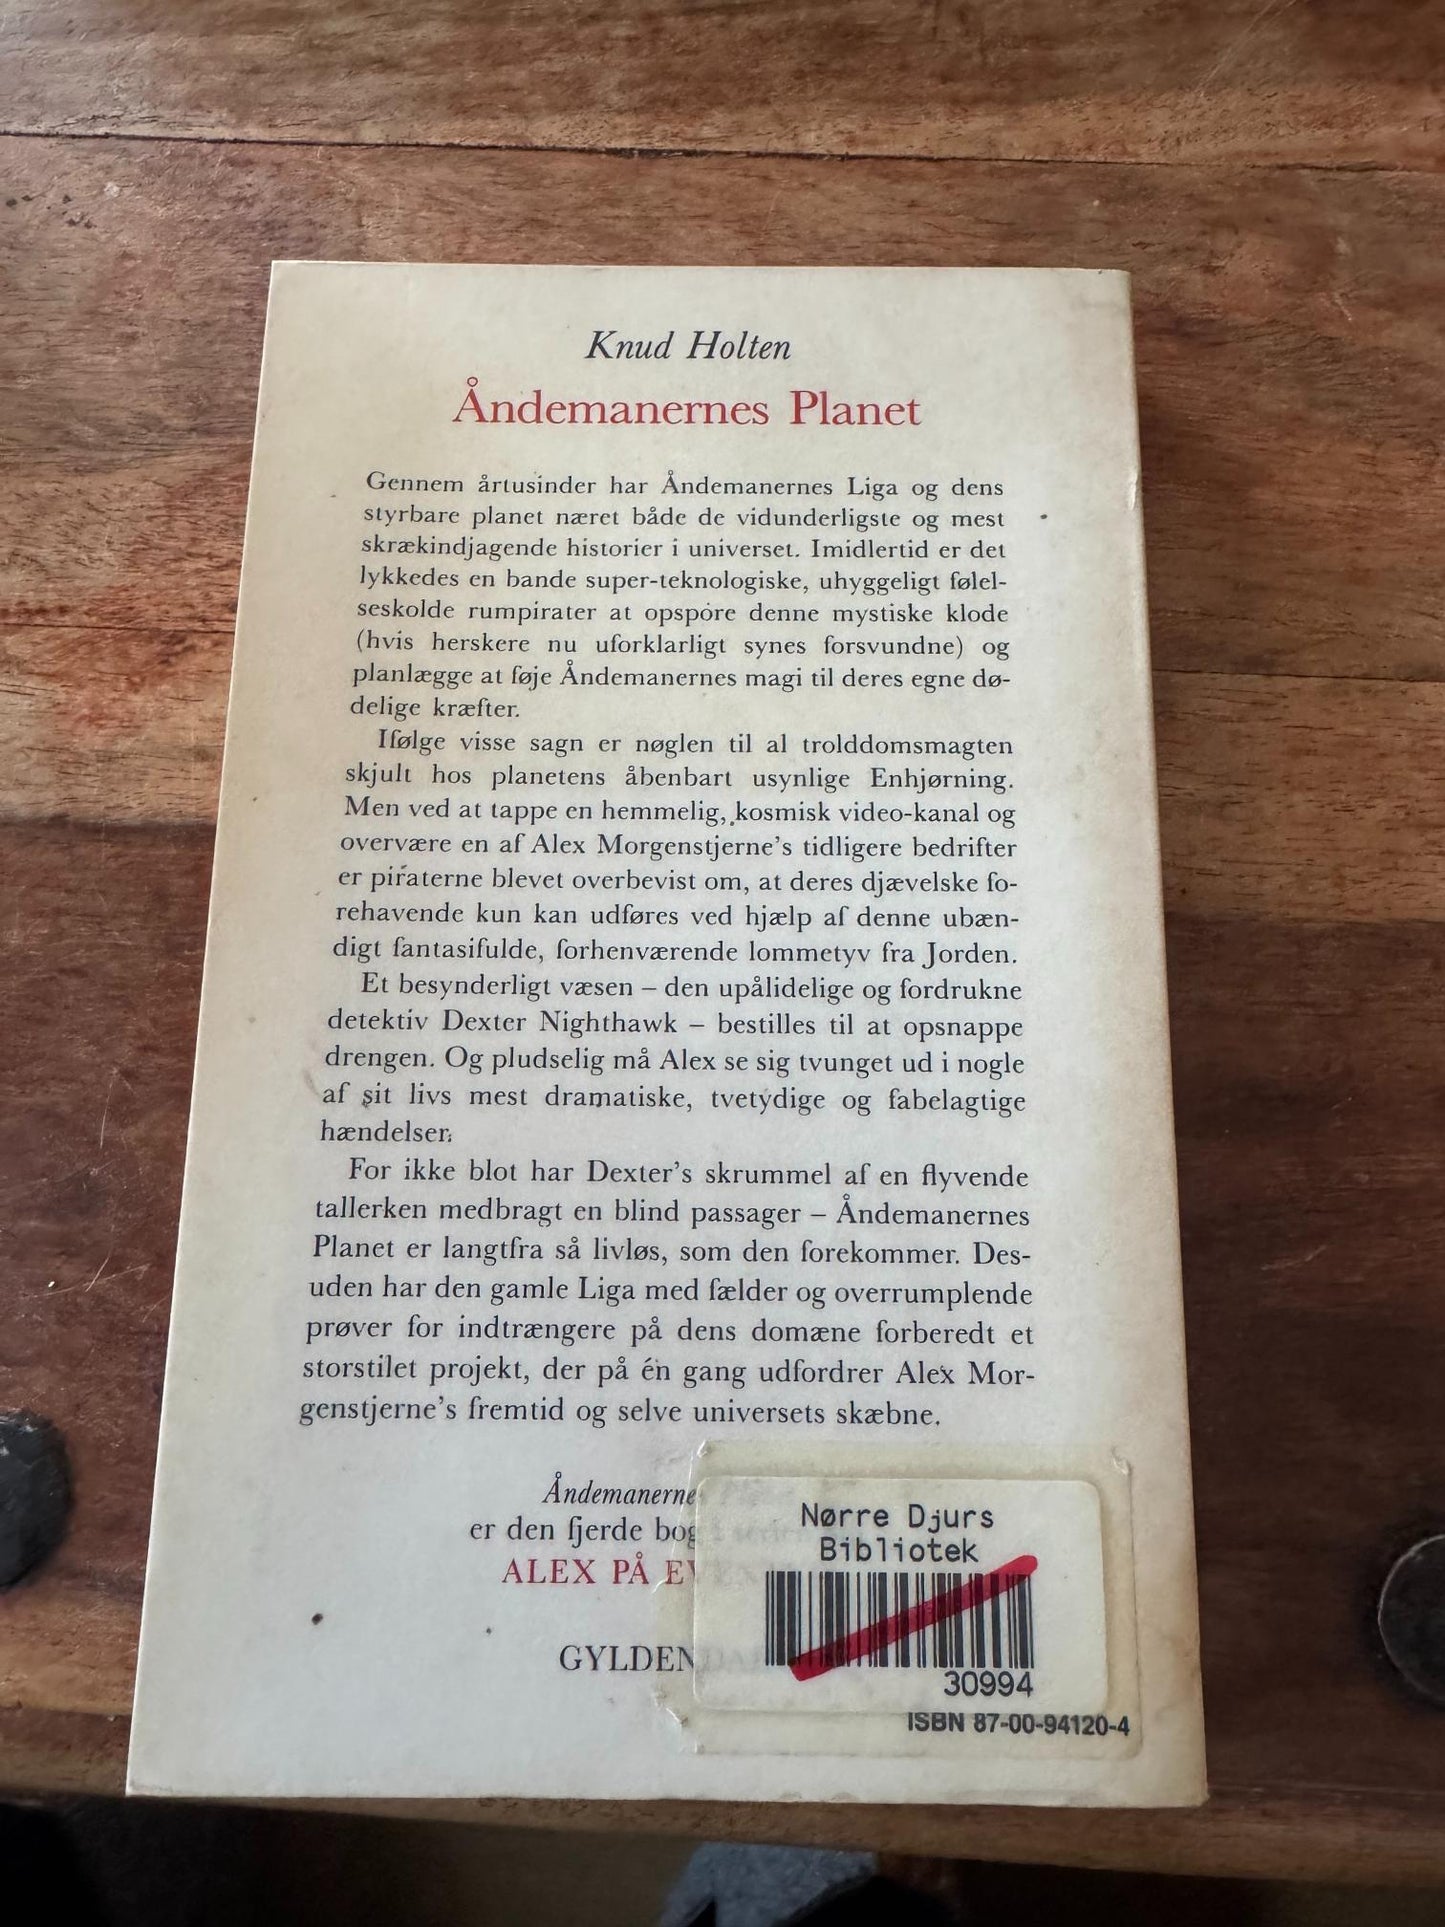 Knud Holten
Åndemanernes Planet
Gennem årtusinder har Åndemanernes Liga og dens
styrbare planet næret både de vidunderligste og mest
skrækindjagende historier i universet. Imidlertid er det
lykkedes en bande super-teknologiske, uhyggeligt følel-
seskolde rumpirater at opspore denne mystiske klode
(hvis herskere nu uforklarligt synes forsvundne) og
planlægge at føje Åndemanernes magi til deres egne dø-
delige kræfter.
Ifølge visse sagn er nøglen til al trolddomsmagten
skjult hos planetens åbenbart usynlige Enhjørning.
Men ved at tappe en hemmelig, kosmisk video-kanal og
overvære en af Alex Morgenstjerne's tidligere bedrifter
er piraterne blevet overbevist om, at deres djævelske fo-
rehavende kun kan udføres ved hjælp af denne ubæn-
digt fantasifulde, forhenværende lommetyv fra Jorden.
Et besynderligt væsen – den upålidelige og fordrukne
detektiv Dexter Nighthawk – bestilles til at opsnappe
drengen. Og pludselig må Alex se sig tvunget ud i nogle
af sit livs mest dramatiske, tvetydige og fabelagtige
hændelser.
For ikke blot har Dexter's skrummel af en flyvende
tallerken medbragt en blind passager – Åndemanernes
Planet er langtfra så livløs, som den forekommer. Des-
uden har den gamle Liga med fælder og overrumplende
prøver for indtrængere på dens domæne forberedt et
storstilet projekt, der på én gang udfordrer Alex Mor-
genstjerne's fremtid og selve universets skæbne.
Åndemanerne
er den fjerde bog
ALEX PÅ EV
GYLDEN
Nørre Djurs
Bibliotek
30994
ISBN 87-00-94120-4